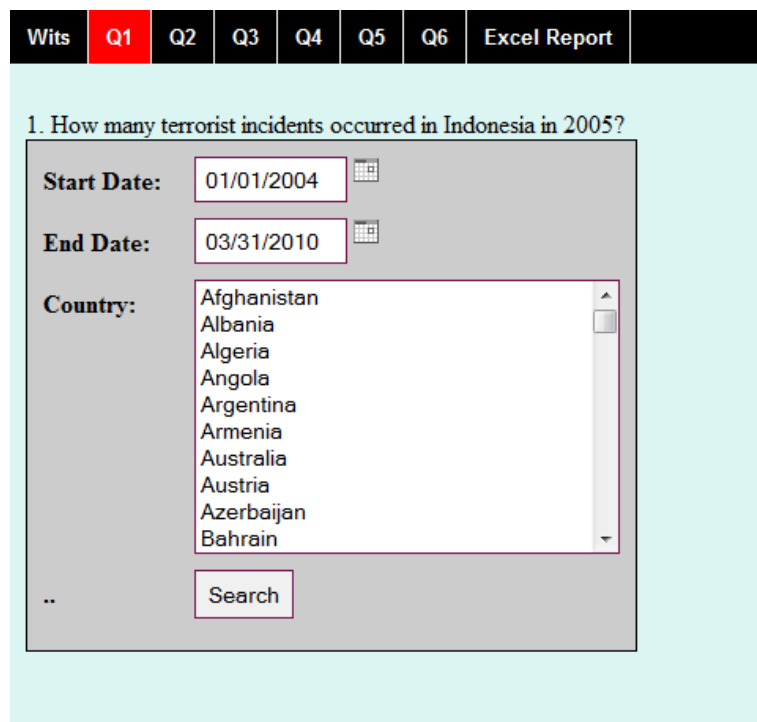 Wits Q1 Q2 Q3 Q4 Q5 Q6 Excel Report
1. How many terrorist incidents occurred in Indonesia in 2005?
Start Date: 01/01/2004
End Date: 03/31/2010
Country: Afghanistan
Albania
Algeria
Angola
Argentina
Armenia
Australia
Austria
Azerbaijan
Bahrain
.. Search